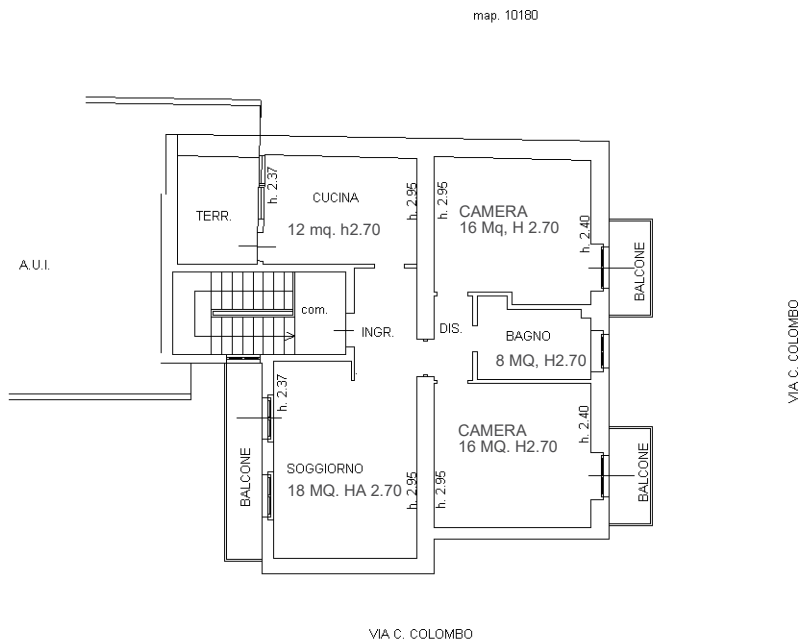 map. 10180
h. 2.37
CUCINA
12 mq. h2.70
h. 2.95
h. 2.95
CAMERA
16 Mq, H 2.70
h. 2.40
TERR.
BALCONE
A.U.I.
com.
INGR.
DIS.
BAGNO
8 MQ, H2.70
VIA C. COLOMBO
h. 2.37
CAMERA
16 MQ. H2.70
h. 2.40
BALCONE
SOGGIORNO
18 MQ. HA 2.70
h. 2.95
h. 2.95
BALCONE
VIA C. COLOMBO